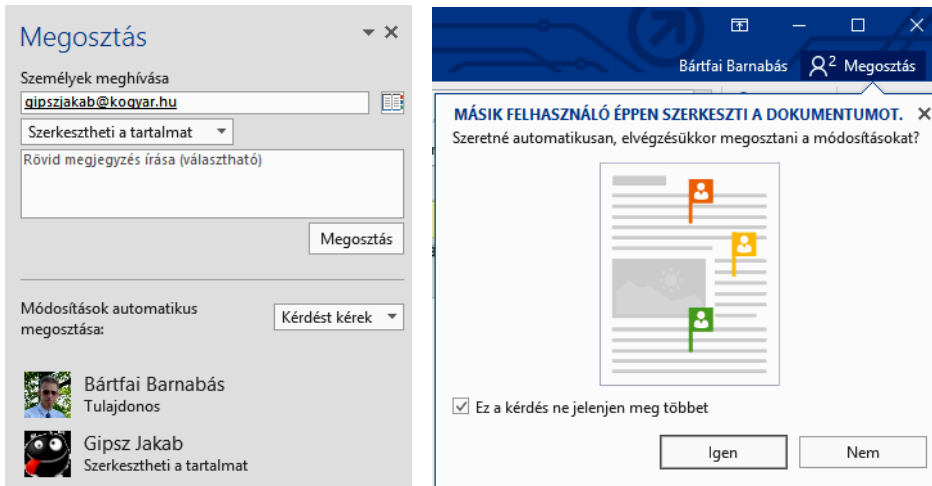 Megosztás
Személyek meghívása
gipszjakab@kogyar.hu
Szerkesztheti a tartalmat
Rövid megjegyzés írása (választható)
Megosztás
Módosítások automatikus
megosztása:
Kérdést kérek
Bártfai Barnabás
Tulajdonos
Gipsz Jakab
Szerkesztheti a tartalmat
Bártfai Barnabás
2 Megosztás
MÁSIK FELHASZNÁLÓ ÉPPEN SZERKESZTI A DOKUMENTUMOT.
Szeretné automatikusan, elvégzésükkor megosztani a módosításokat?
Ez a kérdés ne jelenjen meg többet
Igen
Nem